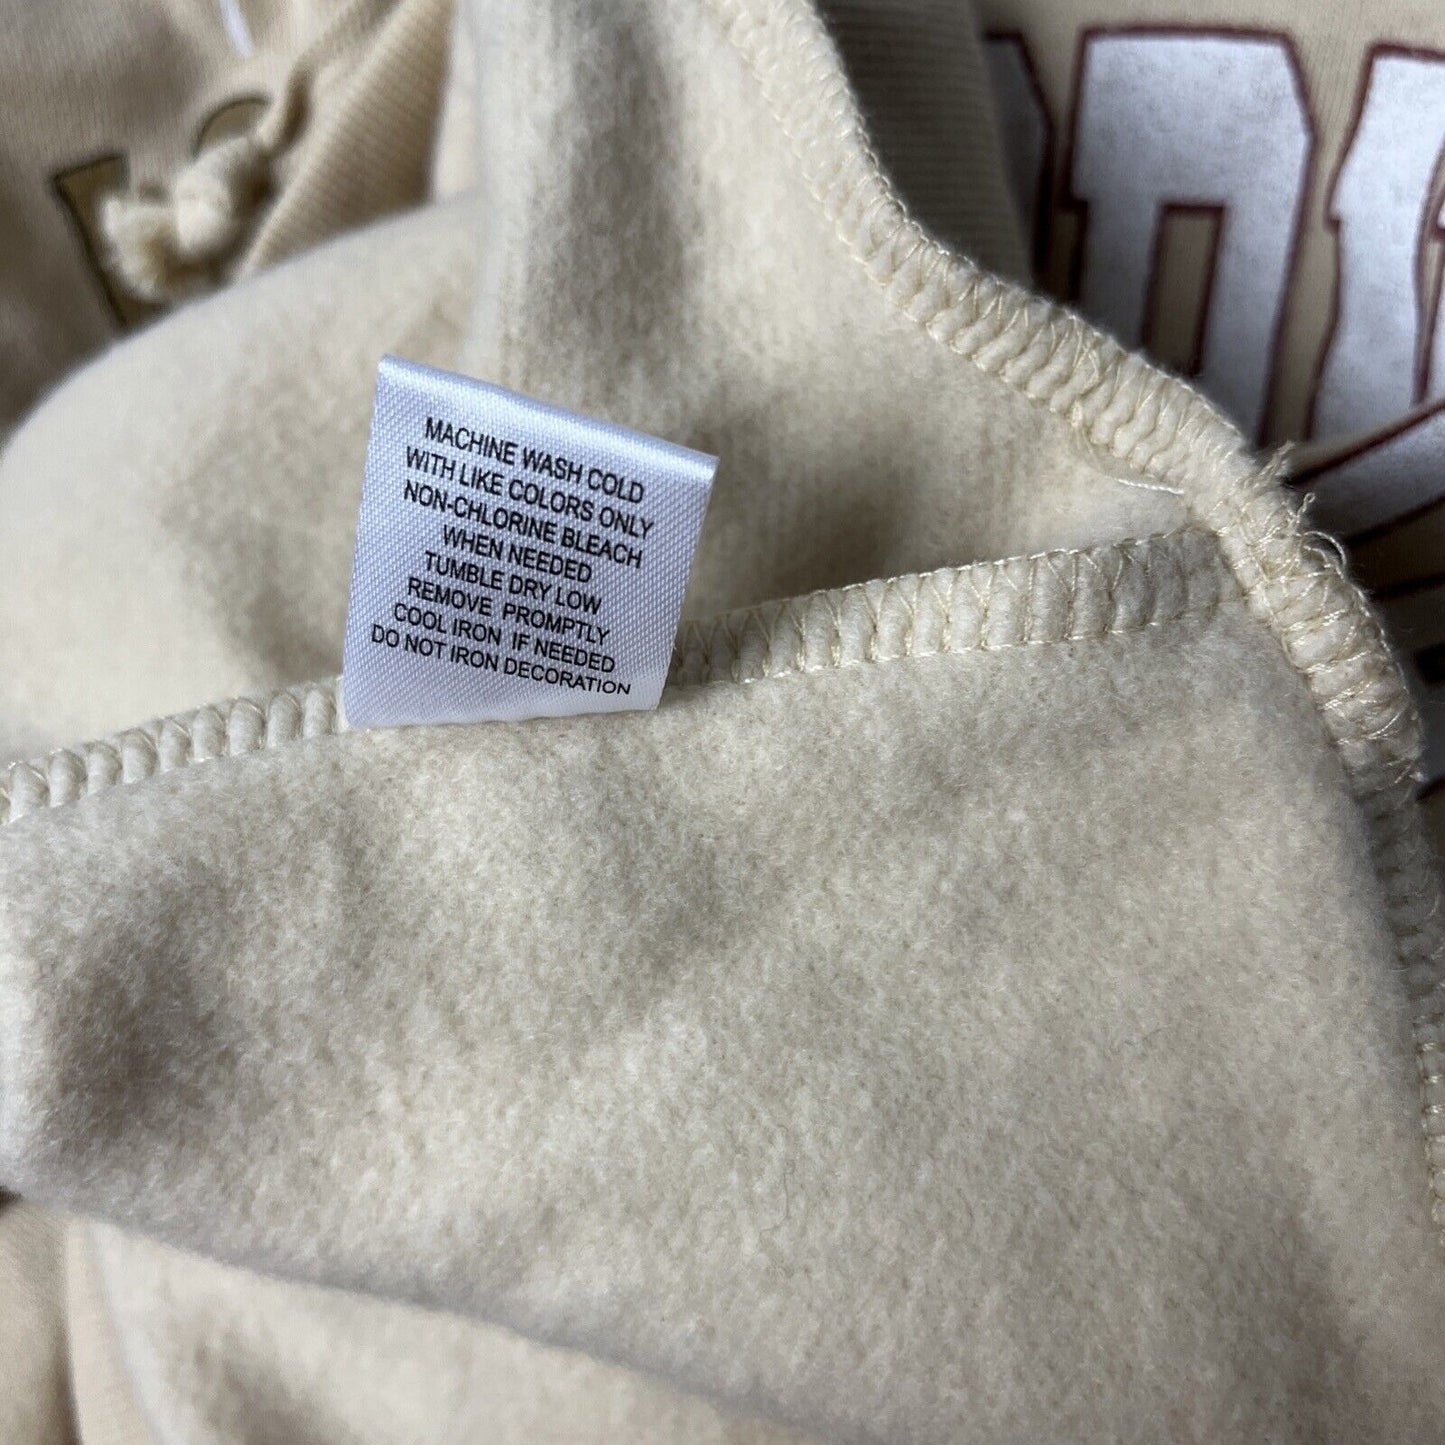 MACHINE WASH COLD
WITH LIKE COLORS ONLY
NON-CHLORINE BLEACH
WHEN NEEDED
TUMBLE DRY LOW
REMOVE PROMPTLY
COOL IRON IF NEEDED
DO NOT IRON DECORATION